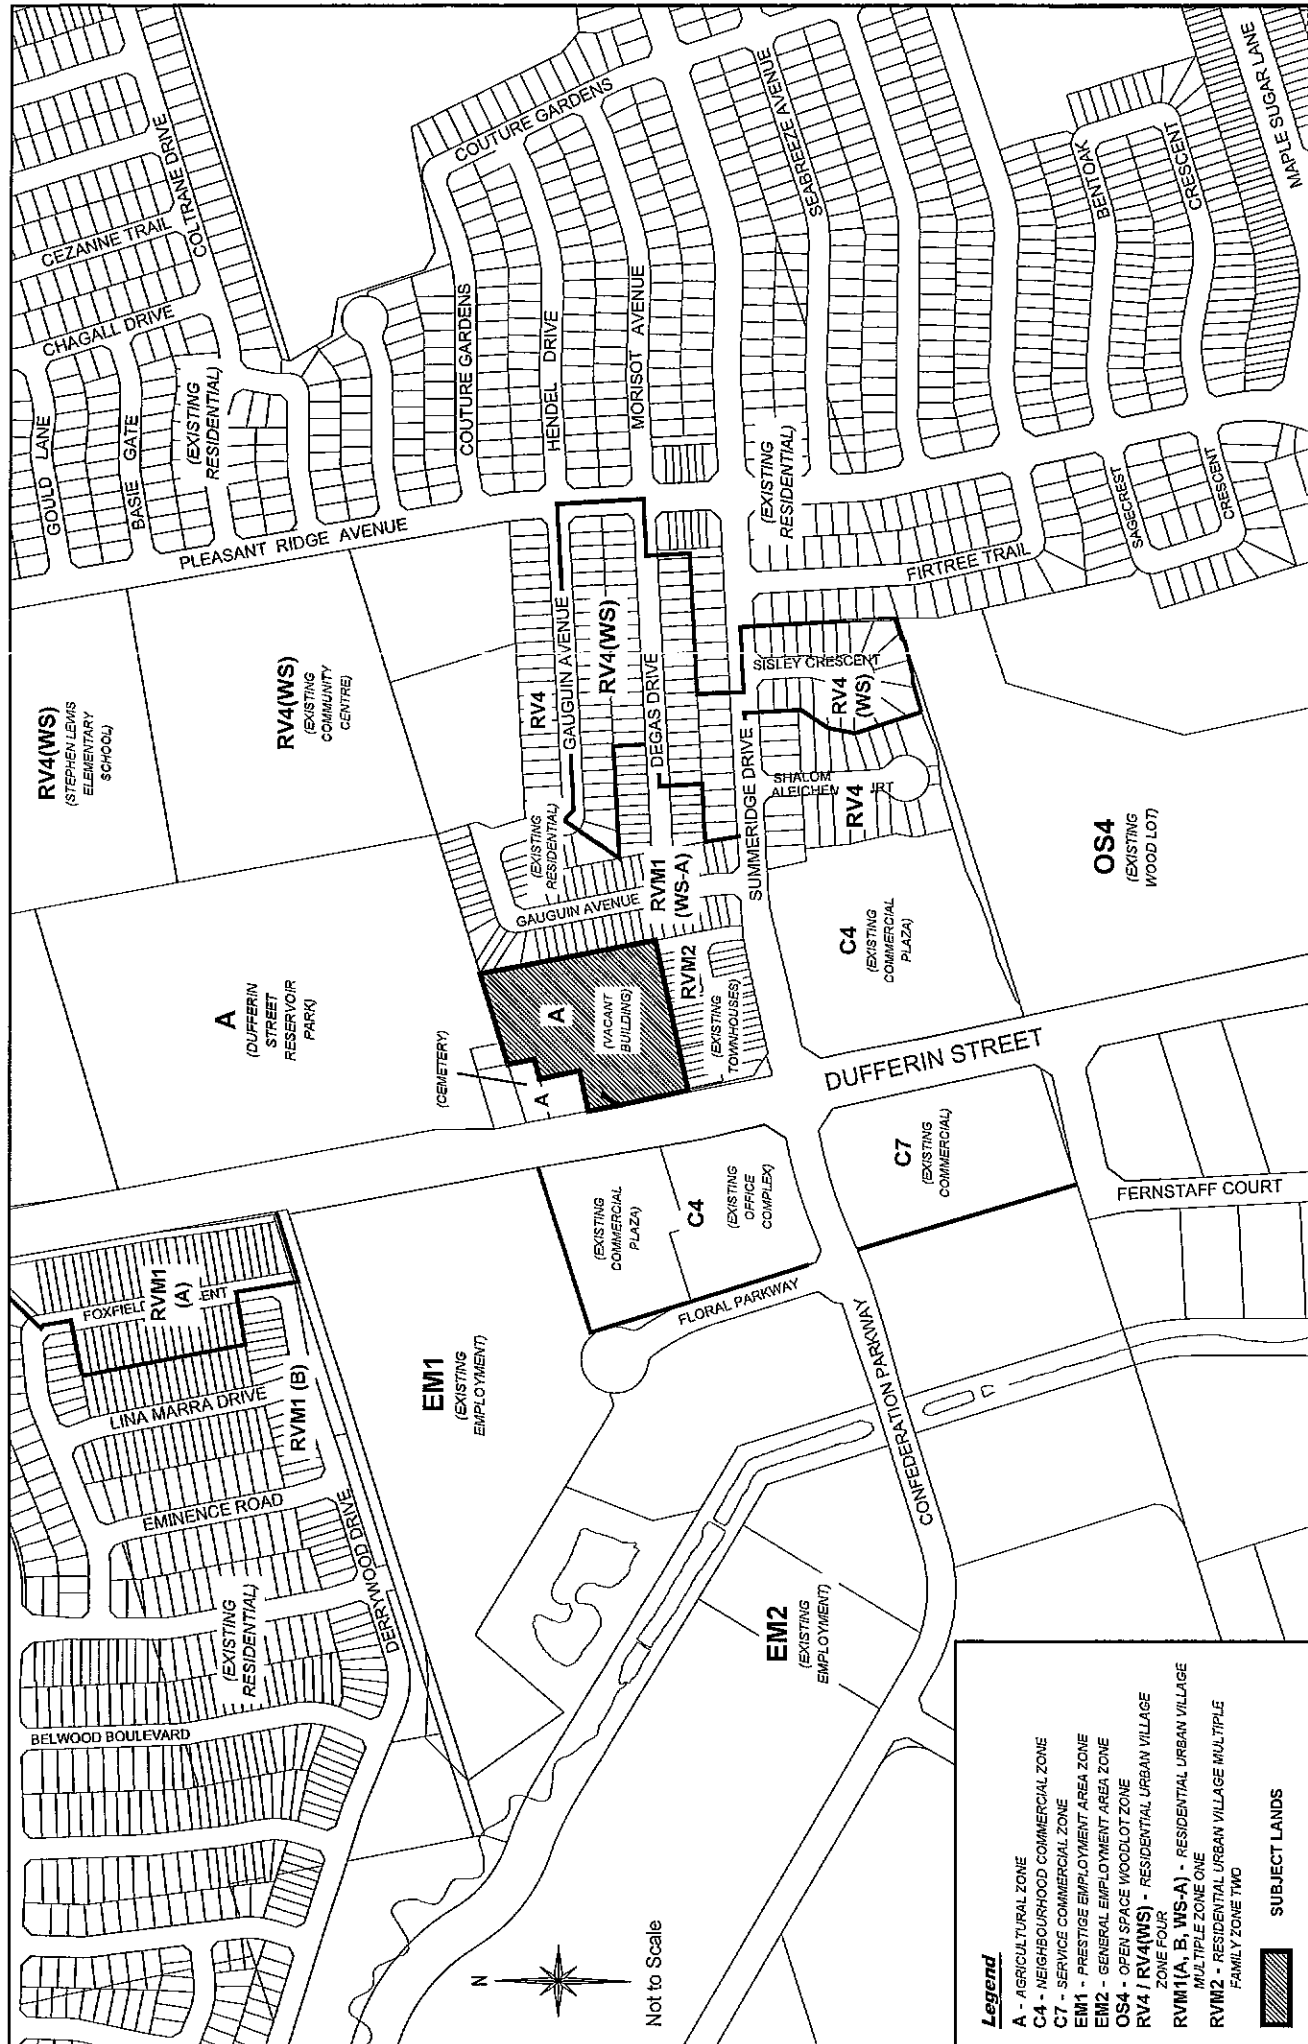 GOULD LANE
BASIE GATE
CHAGALL DRIVE
CEZANNE TRAIL
COLTRANE DRIVE
(EXISTING
RESIDENTIAL)
PLEASANT RIDGE AVENUE
COUTURE GARDENS
COUTURE GARDENS
HENDEL DRIVE
MORISOT AVENUE
SEABREEZE AVENUE
(EXISTING
RESIDENTIAL)
BENTOAK
CRESCENT
MAPLE SUGAR LANE
SAGECREST
CRESCENT
FIRTREE TRAIL
RV4(WS)
(STEPHEN LEWIS
ELEMENTARY
SCHOOL)
RV4(WS)
(EXISTING
COMMUNITY
CENTRE)
RV4
GAUGUIN AVENUE
RV4(WS)
DEGAS DRIVE
SISLEY CRESCENT
RV4
(WS)
SUMMERIDGE DRIVE
SHALOM
ALEICHEM
RT
RV4
(EXISTING
RESIDENTIAL)
GAUGUIN AVENUE
RVM1
(WS-A)
RVM2
(EXISTING
TOWNHOUSES)
C4
(EXISTING
COMMERCIAL
PLAZA)
OS4
(EXISTING
WOOD LOT)
A
(DUFFERIN
STREET
RESERVOIR
PARK)
(CEMETERY)
A
A
(VACANT
BUILDING)
DUFFERIN STREET
(EXISTING
COMMERCIAL
PLAZA)
C4
(EXISTING
OFFICE
COMPLEX)
C7
(EXISTING
COMMERCIAL)
FERNSTAFF COURT
FLORAL PARKWAY
CONFEDERATION PARKWAY
FOXFIEL
ENT
RVM1
(A)
LINA MARRA DRIVE
RVM1 (B)
EMINENCE ROAD
DERRYWOOD DRIVE
(EXISTING
RESIDENTIAL)
BELWOOD BOULEVARD
EM1
(EXISTING
EMPLOYMENT)
EM2
(EXISTING
EMPLOYMENT)
N
Not to Scale
Legend
A - AGRICULTURAL ZONE
C4 - NEIGHBOURHOOD COMMERCIAL ZONE
C7 - SERVICE COMMERCIAL ZONE
EM1 - PRESTIGE EMPLOYMENT AREA ZONE
EM2 - GENERAL EMPLOYMENT AREA ZONE
OS4 - OPEN SPACE WOODLOT ZONE
RV4 / RV4(WS) - RESIDENTIAL URBAN VILLAGE
ZONE FOUR
RVM1(A, B, WS-A) - RESIDENTIAL URBAN VILLAGE
MULTIPLE ZONE ONE
RVM2 - RESIDENTIAL URBAN VILLAGE MULTIPLE
FAMILY ZONE TWO
SUBJECT LANDS